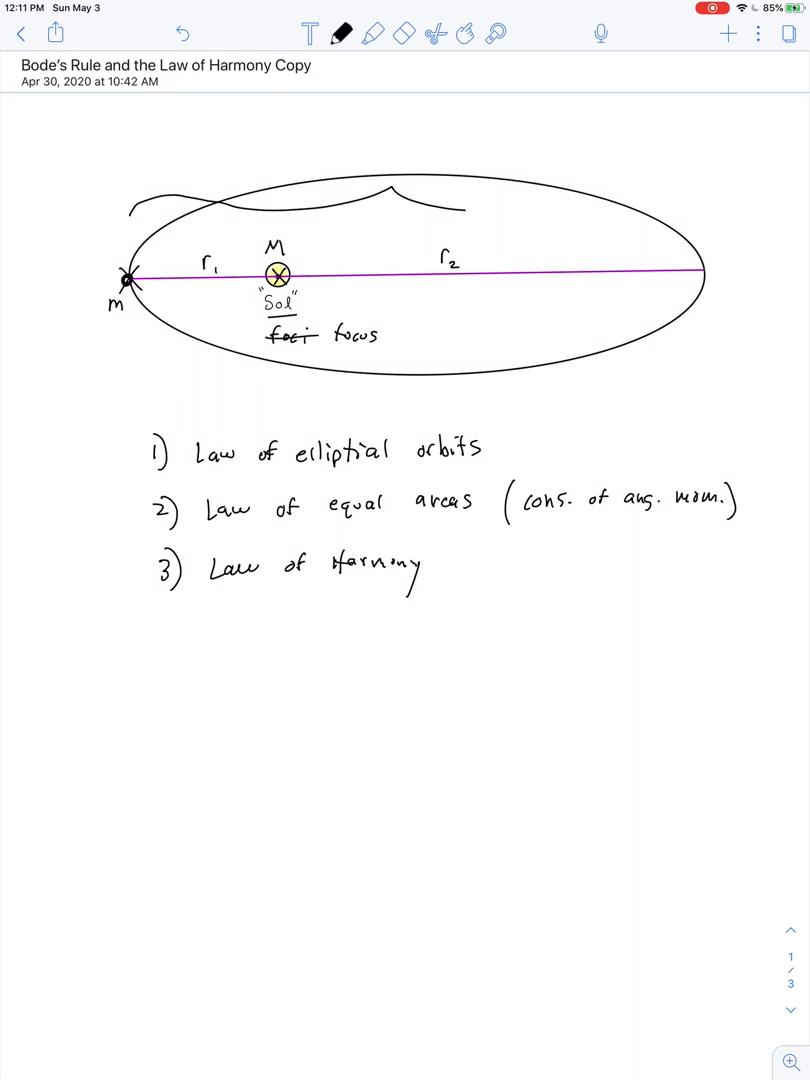 12:11 PM Sun May 3
85%
Bode's Rule and the Law of Harmony Copy
Apr 30, 2020 at 10:42 AM
M
r₁
r₂
m
"Sol"
foci focus
1) Law of elliptial orbits
2) Law of equal areas (cons. of ang. mom.)
3) Law of Harmony
1
/
3